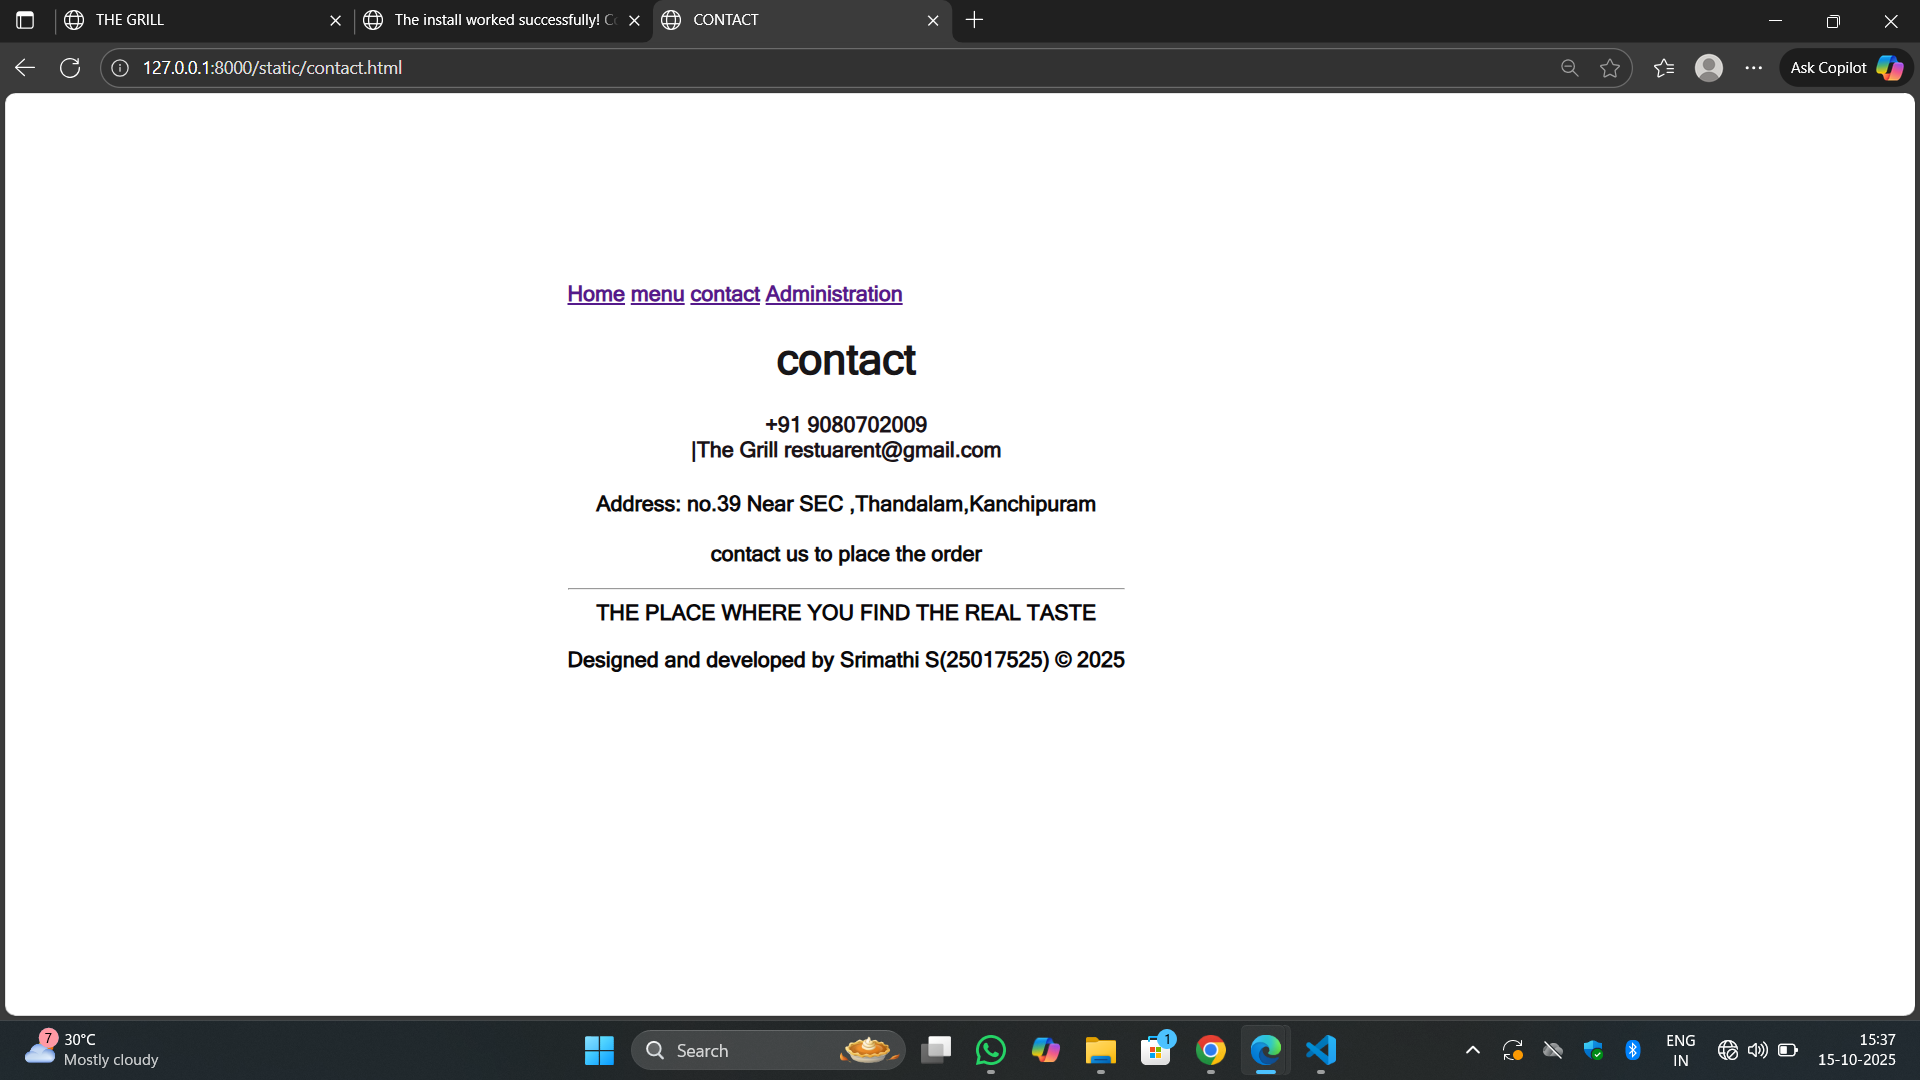 THE GRILL
The install worked successfully! Co
CONTACT
127.0.0.1:8000/static/contact.html
Ask Copilot
Home menu contact Administration
contact
+91 9080702009
|The Grill restuarent@gmail.com
Address: no.39 Near SEC ,Thandalam,Kanchipuram
contact us to place the order
THE PLACE WHERE YOU FIND THE REAL TASTE
Designed and developed by Srimathi S(25017525) © 2025
7
30°C
Mostly cloudy
Search
1
ENG
IN
15:37
15-10-2025